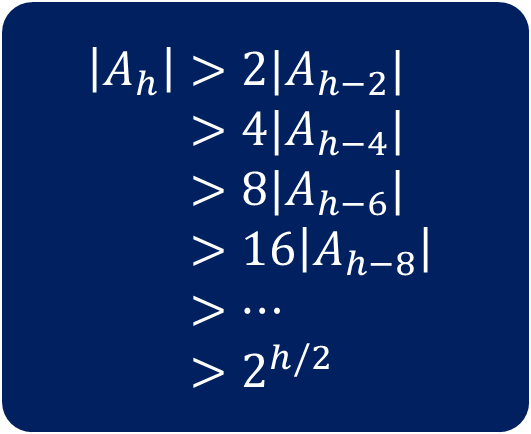 |A_h| > 2|A_{h−2}|
> 4|A_{h−4}|
> 8|A_{h−6}|
> 16|A_{h−8}|
> ⋯
> 2^{h/2}